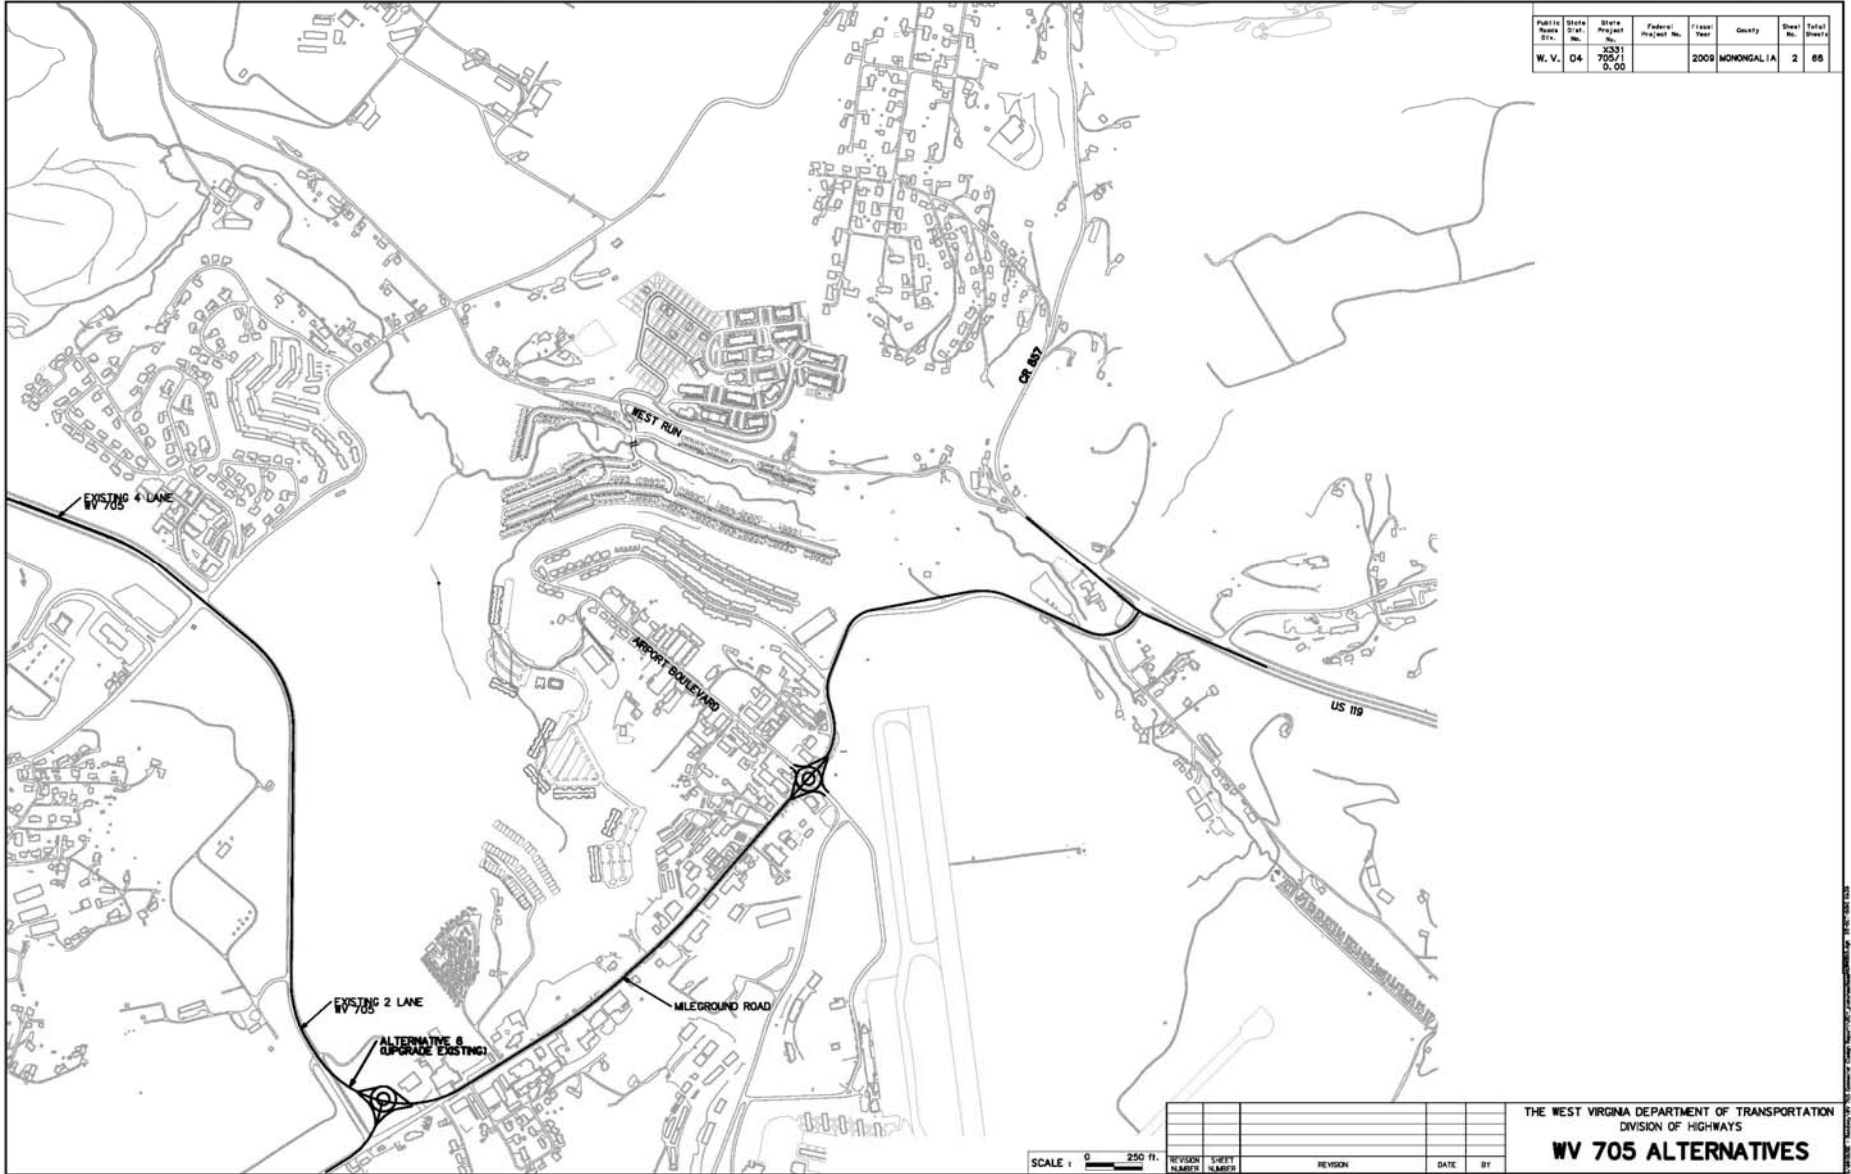 Public Roads Div.
State Dist. No.
State Project No.
Federal Project No.
Fiscal Year
County
Sheet No.
Total Sheets
W. V.
04
X331 705/1 0.00
2009
MONONGALIA
2
CR 857
WEST RUN
EXISTING 4 LANE
WV 705
AIRPORT BOULEVARD
US 119
EXISTING 2 LANE
WV 705
MILEGROUND ROAD
ALTERNATIVE
(UPGRADE EXISTING)
THE WEST VIRGINIA DEPARTMENT OF TRANSPORTATION
DIVISION OF HIGHWAYS
WV 705 ALTERNATIVES
SCALE :
0
250 ft.
REVISION NUMBER
SHEET NUMBER
REVISION
DATE
BY